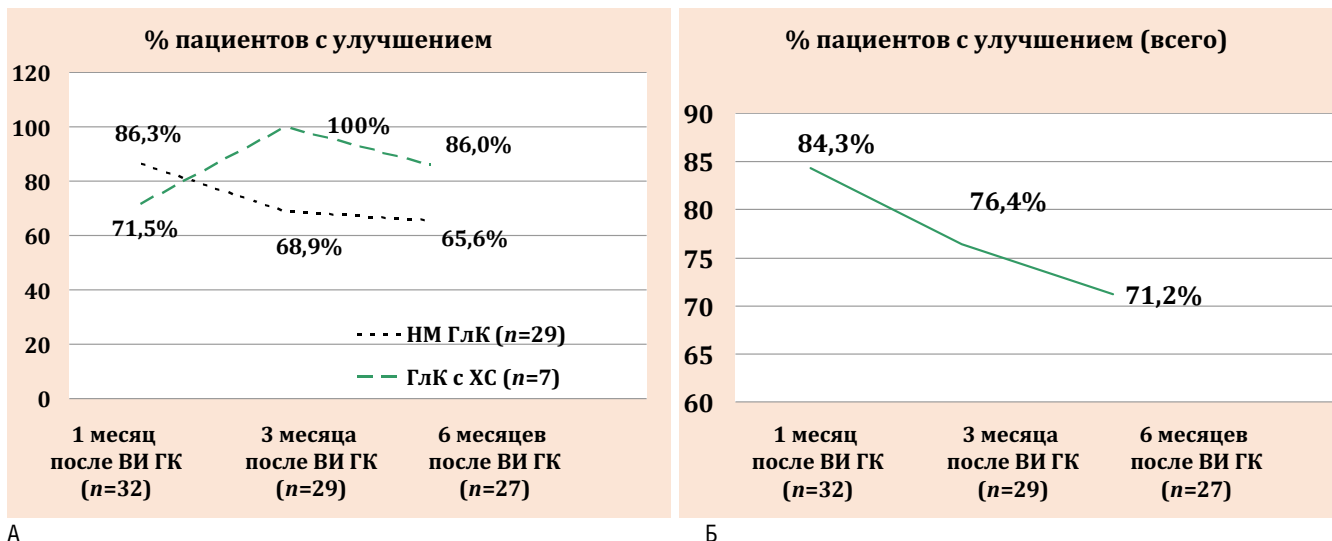 % пациентов с улучшением
120
100
80
60
40
20
0
86,3%
100%
86,0%
71,5%
68,9%
65,6%
НМ ГлК (n=29)
ГлК с ХС (n=7)
1 месяц
после ВИ ГК
(n=32)
3 месяца
после ВИ ГК
(n=29)
6 месяцев
после ВИ ГК
(n=27)
А
% пациентов с улучшением (всего)
90
85
80
75
70
65
60
84,3%
76,4%
71,2%
1 месяц
после ВИ ГК
(n=32)
3 месяца
после ВИ ГК
(n=29)
6 месяцев
после ВИ ГК
(n=27)
Б